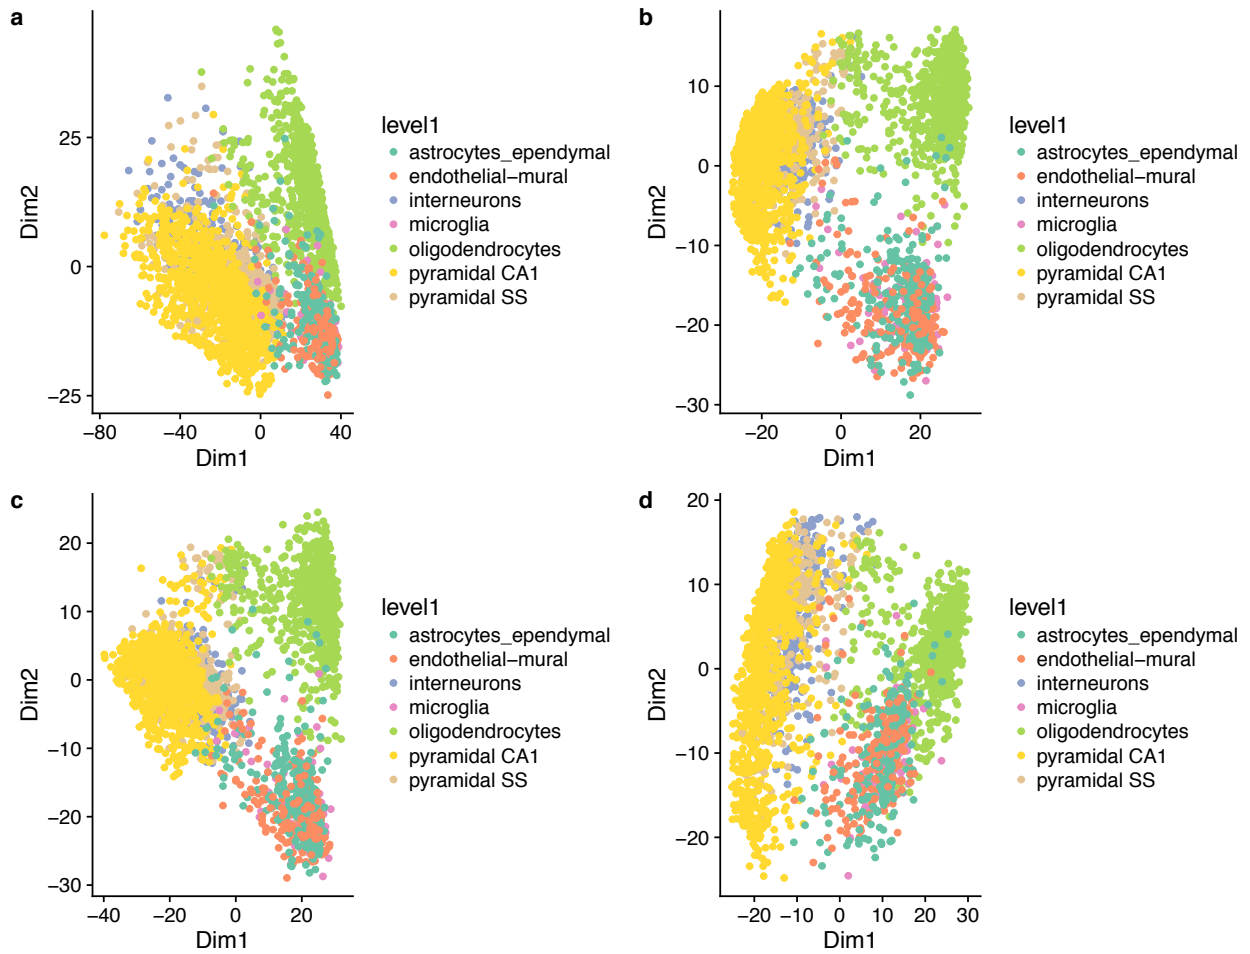 a
Dim2
25
0
−25
−80
−40
0
40
Dim1
level1
astrocytes_ependymal
endothelial−mural
interneurons
microglia
oligodendrocytes
pyramidal CA1
pyramidal SS
b
Dim2
10
0
−10
−20
−30
−20
0
20
Dim1
level1
astrocytes_ependymal
endothelial−mural
interneurons
microglia
oligodendrocytes
pyramidal CA1
pyramidal SS
c
Dim2
20
10
0
−10
−20
−30
−40
−20
0
20
Dim1
level1
astrocytes_ependymal
endothelial−mural
interneurons
microglia
oligodendrocytes
pyramidal CA1
pyramidal SS
d
Dim2
20
10
0
−10
−20
−20
−10
0
10
20
30
Dim1
level1
astrocytes_ependymal
endothelial−mural
interneurons
microglia
oligodendrocytes
pyramidal CA1
pyramidal SS